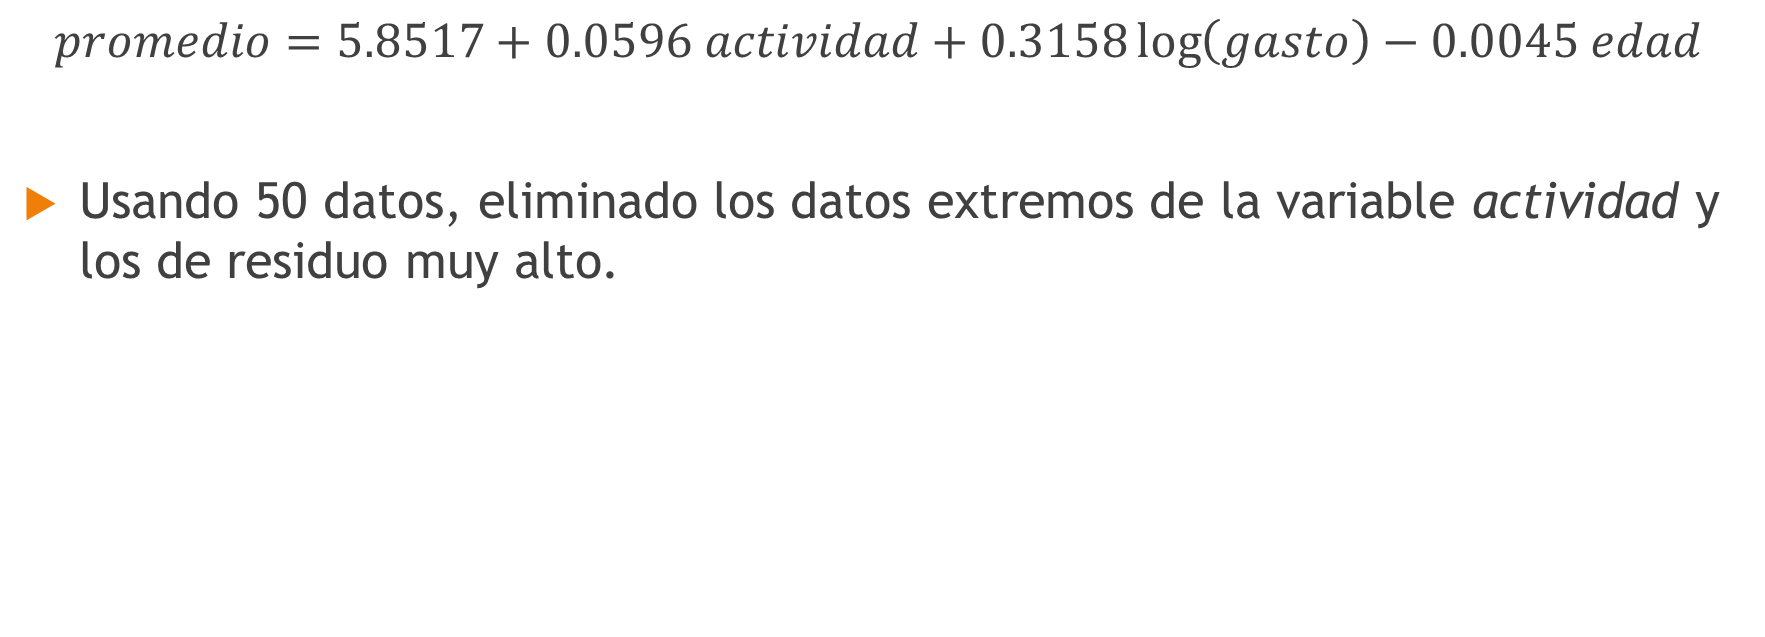 promedio = 5.8517 + 0.0596 actividad + 0.3158 log(gasto) − 0.0045 edad
Usando 50 datos, eliminado los datos extremos de la variable actividad y
los de residuo muy alto.